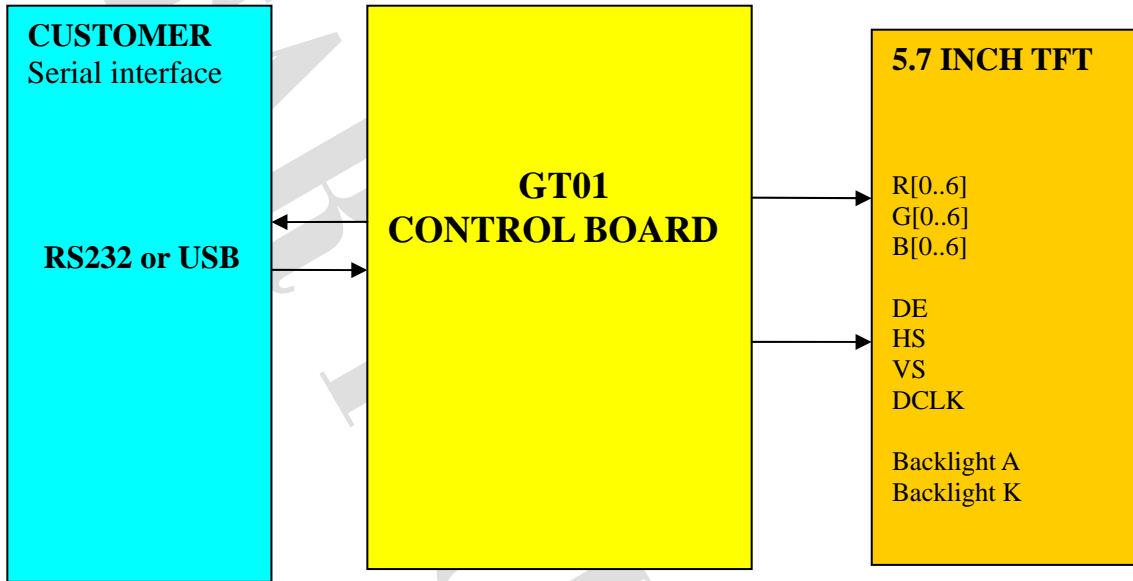 CUSTOMER
Serial interface
RS232 or USB
GT01
CONTROL BOARD
5.7 INCH TFT
R[0..6]
G[0..6]
B[0..6]
DE
HS
VS
DCLK
Backlight A
Backlight K